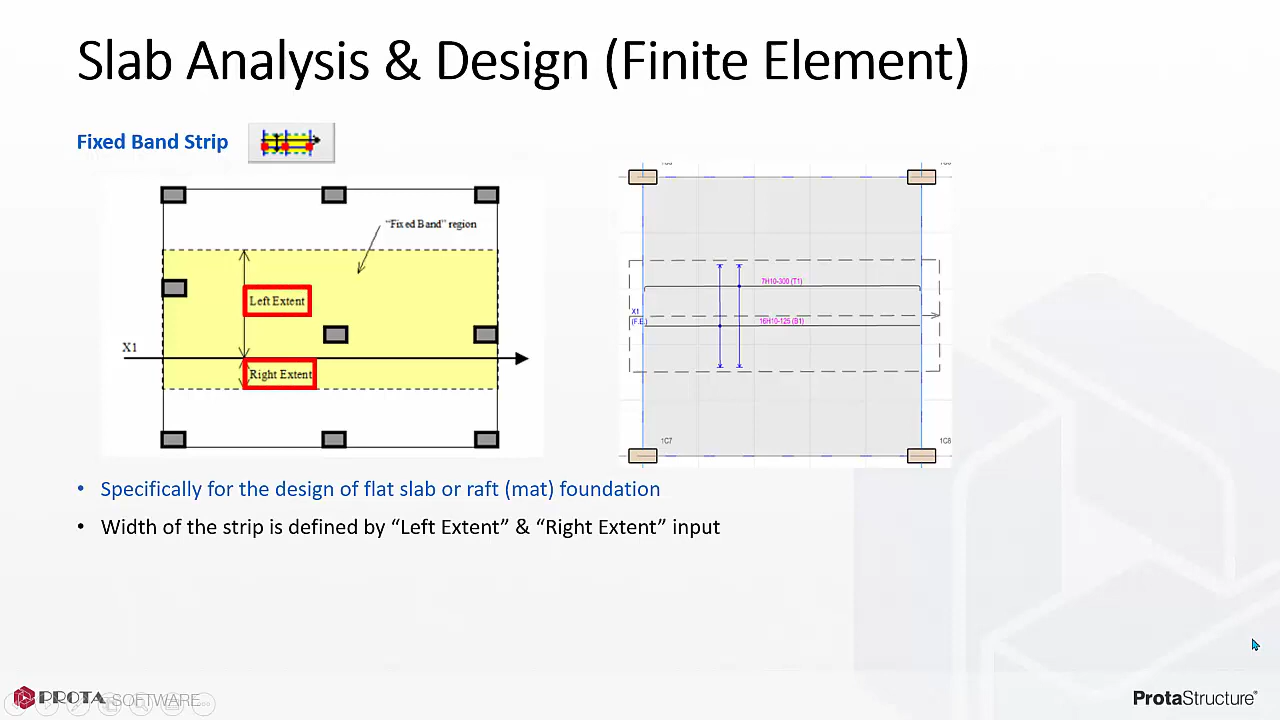 Slab Analysis & Design (Finite Element)
Fixed Band Strip
"Fixed Band" region
Left Extent
X1
Right Extent
7H10-300 (T1)
X1
(F.E.)
16H10-125 (B1)
1C7
1C8
• Specifically for the design of flat slab or raft (mat) foundation
• Width of the strip is defined by “Left Extent” & “Right Extent” input
PROTA SOFTWARE
ProtaStructure®